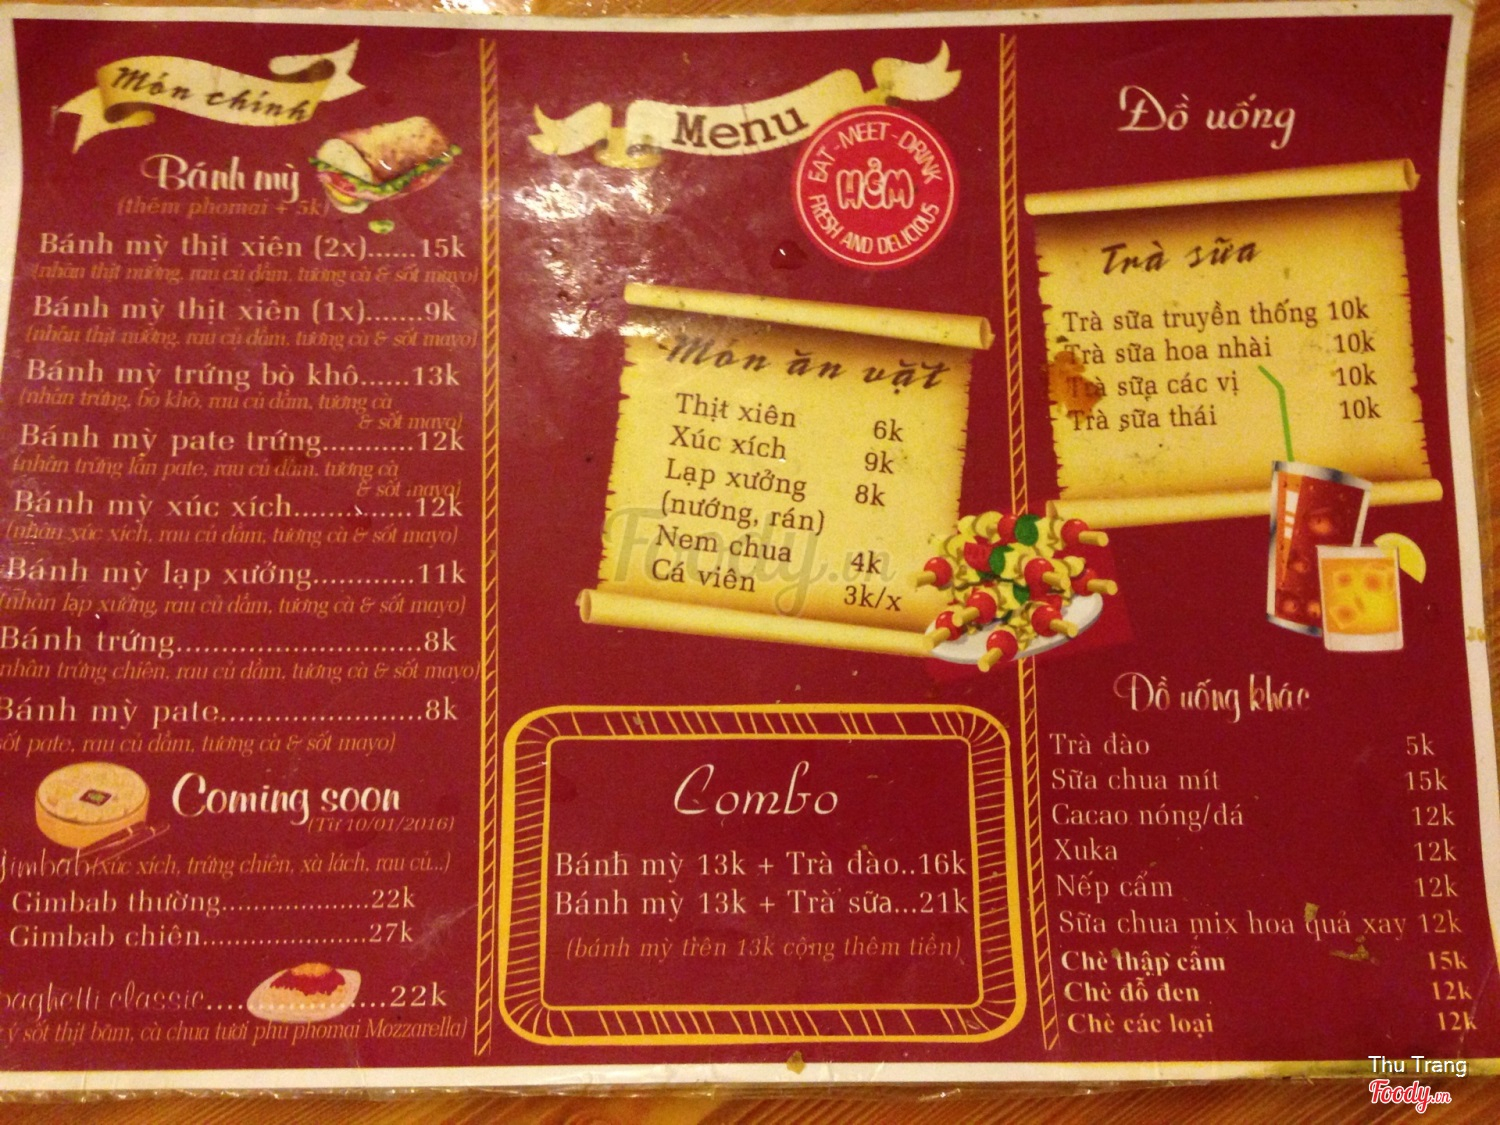 Món chính
Bánh mỳ
(thêm phomai + 5k)
Bánh mỳ thịt xiên (2x)......15k
(nhân thịt nướng, rau củ dầm, tương cà & sốt mayo)
Bánh mỳ thịt xiên (1x).......9k
(nhân thịt nướng, rau củ dầm, tương cà & sốt mayo)
Bánh mỳ trứng bò khô......13k
(nhân trứng, bò khô, rau củ dầm, tương cà
& sốt mayo)
Bánh mỳ pate trứng...........12k
(nhân trứng lẫn pate, rau củ dầm, tương cà
& sốt mayo)
Bánh mỳ xúc xích..............12k
(nhân xúc xích, rau củ dầm, tương cà & sốt mayo)
Bánh mỳ lạp xưởng............11k
(nhân lạp xưởng, rau củ dầm, tương cà & sốt mayo)
Bánh trứng.............................8k
nhân trứng chiên, rau củ dầm, tương cà & sốt mayo)
Bánh mỳ pate........................8k
sốt pate, rau củ dầm, tương cà & sốt mayo)
Coming soon
(Từ 10/01/2016)
Gimbab (xúc xích, trứng chiên, xà lách, rau củ...)
Gimbab thường....................22k
Gimbab chiên......................27k
paghetti classic..................22k
ý sốt thịt băm, cà chua tươi phủ phomai Mozzarella)
Menu
EAT - MEET - DRINK
HẺM
FRESH AND DELICIOUS
Món ăn vặt
Thịt xiên 6k
Xúc xích 9k
Lạp xưởng 8k
(nướng, rán)
Nem chua 4k
Cá viên 3k/x
Foody.vn
Combo
Bánh mỳ 13k + Trà đào..16k
Bánh mỳ 13k + Trà sữa...21k
(bánh mỳ trên 13k cộng thêm tiền)
Đồ uống
Trà sữa
Trà sữa truyền thống 10k
Trà sữa hoa nhài 10k
Trà sữa các vị 10k
Trà sữa thái 10k
Đồ uống khác
Trà đào 5k
Sữa chua mít 15k
Cacao nóng/đá 12k
Xuka 12k
Nếp cẩm 12k
Sữa chua mix hoa quả xay 12k
Chè thập cẩm 15k
Chè đỗ đen 12k
Chè các loại 12k
Thu Trang
Foody.vn